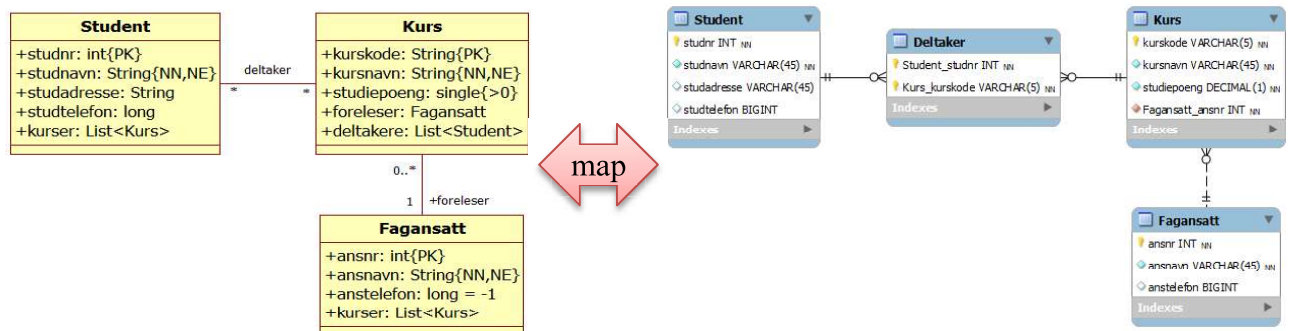 Student
+studnr: int{PK}
+studnavn: String{NN,NE}
+studadresse: String
+studtelefon: long
+kurser: List<Kurs>
deltaker
*
*
Kurs
+kurskode: String{PK}
+kursnavn: String{NN,NE}
+studiepoeng: single{>0}
+foreleser: Fagansatt
+deltakere: List<Student>
0..*
1
+foreleser
Fagansatt
+ansnr: int{PK}
+ansnavn: String{NN,NE}
+anstelefon: long = -1
+kurser: List<Kurs>
map
Student
studnr INT NN
studnavn VARCHAR(45) NN
studadresse VARCHAR(45)
studtelefon BIGINT
Indexes
Deltaker
Student_studnr INT NN
Kurs_kurskode VARCHAR(5) NN
Indexes
Kurs
kurskode VARCHAR(5) NN
kursnavn VARCHAR(45) NN
studiepoeng DECIMAL(1) NN
Fagansatt_ansnr INT NN
Indexes
Fagansatt
ansnr INT NN
ansnavn VARCHAR(45) NN
anstelefon BIGINT
Indexes